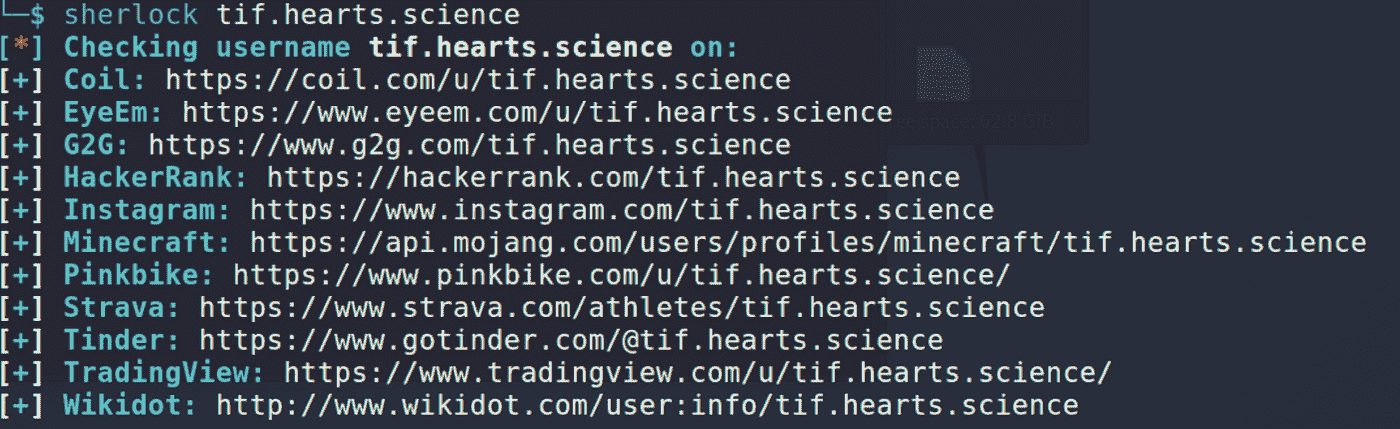 └─$ sherlock tif.hearts.science
[*] Checking username tif.hearts.science on:
[+] Coil: https://coil.com/u/tif.hearts.science
[+] EyeEm: https://www.eyeem.com/u/tif.hearts.science
[+] G2G: https://www.g2g.com/tif.hearts.science
[+] HackerRank: https://hackerrank.com/tif.hearts.science
[+] Instagram: https://www.instagram.com/tif.hearts.science
[+] Minecraft: https://api.mojang.com/users/profiles/minecraft/tif.hearts.science
[+] Pinkbike: https://www.pinkbike.com/u/tif.hearts.science/
[+] Strava: https://www.strava.com/athletes/tif.hearts.science
[+] Tinder: https://www.gotinder.com/@tif.hearts.science
[+] TradingView: https://www.tradingview.com/u/tif.hearts.science/
[+] Wikidot: http://www.wikidot.com/user:info/tif.hearts.science